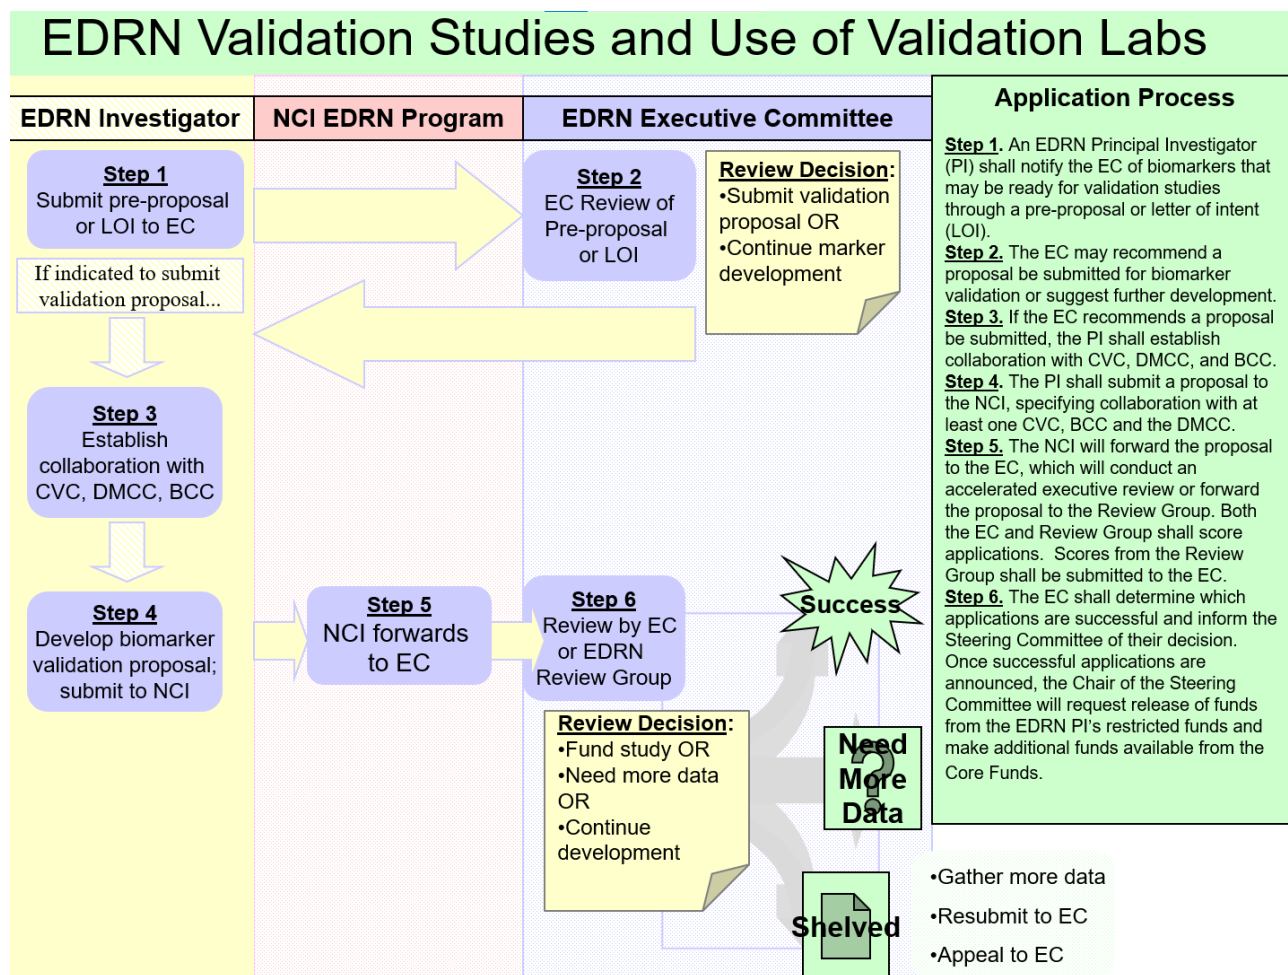 EDRN Validation Studies and Use of Validation Labs
EDRN Investigator
NCI EDRN Program
EDRN Executive Committee
Step 1
Submit pre-proposal
or LOI to EC
Step 2
EC Review of
Pre-proposal
or LOI
Review Decision:
•Submit validation
proposal OR
•Continue marker
development
If indicated to submit
validation proposal...
Step 3
Establish
collaboration with
CVC, DMCC, BCC
Step 4
Develop biomarker
validation proposal;
submit to NCI
Step 5
NCI forwards
to EC
Step 6
Review by EC
or EDRN
Review Group
Review Decision:
•Fund study OR
•Need more data
OR
•Continue
development
Success
Need
More
Data
?
Shelved
•Gather more data
•Resubmit to EC
•Appeal to EC
Application Process
Step 1. An EDRN Principal Investigator
(PI) shall notify the EC of biomarkers that
may be ready for validation studies
through a pre-proposal or letter of intent
(LOI).
Step 2. The EC may recommend a
proposal be submitted for biomarker
validation or suggest further development.
Step 3. If the EC recommends a proposal
be submitted, the PI shall establish
collaboration with CVC, DMCC, and BCC.
Step 4. The PI shall submit a proposal to
the NCI, specifying collaboration with at
least one CVC, BCC and the DMCC.
Step 5. The NCI will forward the proposal
to the EC, which will conduct an
accelerated executive review or forward
the proposal to the Review Group. Both
the EC and Review Group shall score
applications.  Scores from the Review
Group shall be submitted to the EC.
Step 6. The EC shall determine which
applications are successful and inform the
Steering Committee of their decision.
Once successful applications are
announced, the Chair of the Steering
Committee will request release of funds
from the EDRN PI's restricted funds and
make additional funds available from the
Core Funds.